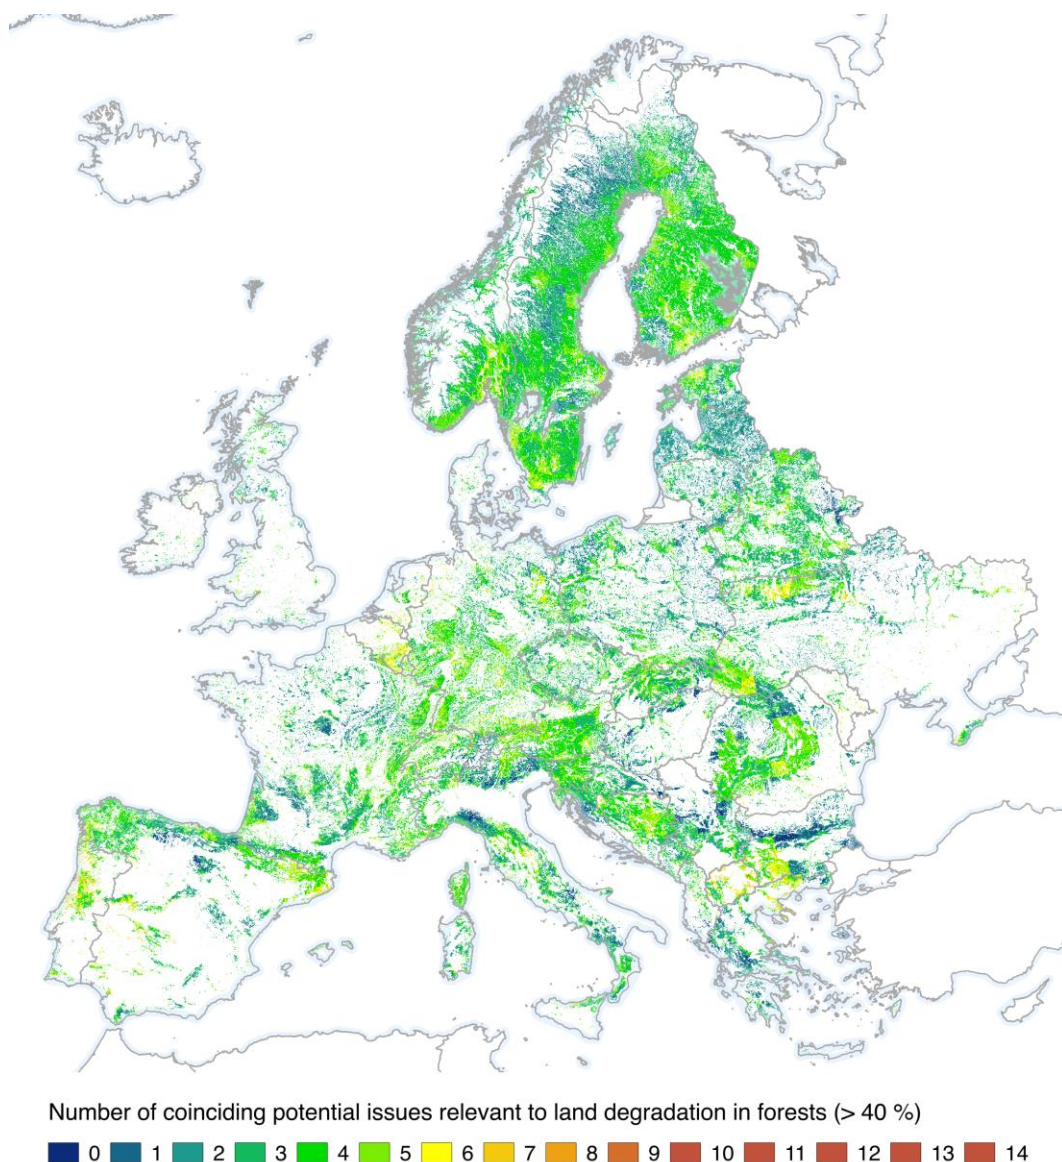 Number of coinciding potential issues relevant to land degradation in forests (> 40 %)
0 1 2 3 4 5 6 7 8 9 10 11 12 13 14